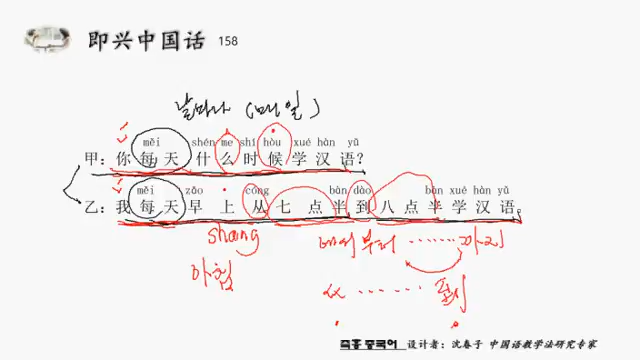 即兴中国话 158
날마다 (매일)
měi shén me shí hòu xué hàn yǔ
甲: 你每天什么时候学汉语?
měi zǎo cóng bàn dào bàn xué hàn yǔ
乙: 我每天早上从七点半到八点半学汉语。
shang 에서부터 ...... 까지
아침
从 ...... 到
즉흥 중국어 设计者: 沈春子 中国语教学法研究专家